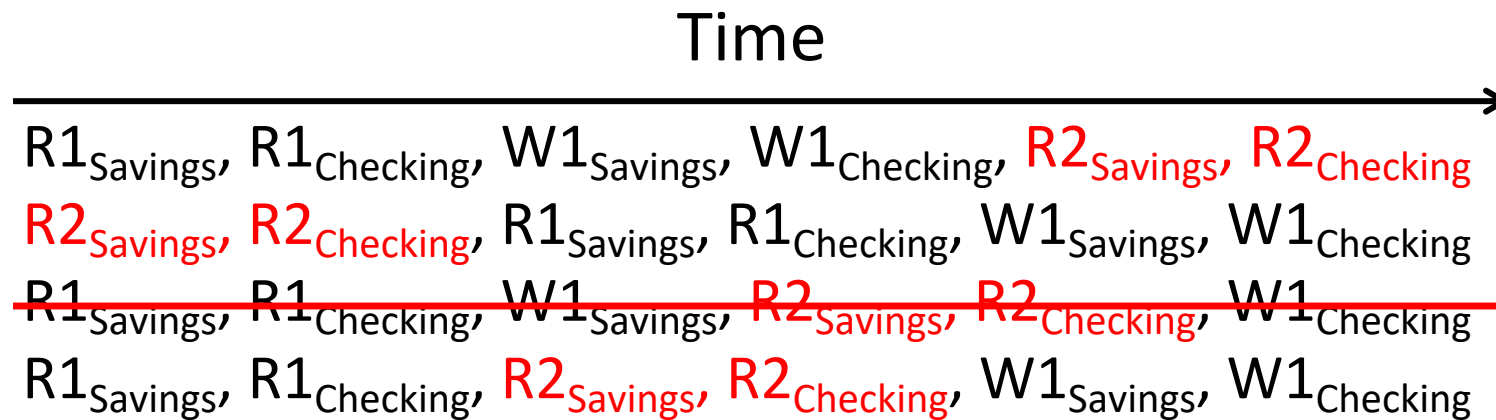 Time
R1Savings, R1Checking, W1Savings, W1Checking, R2Savings, R2Checking
R2Savings, R2Checking, R1Savings, R1Checking, W1Savings, W1Checking
R1Savings, R1Checking, W1Savings, R2Savings, R2Checking, W1Checking
R1Savings, R1Checking, R2Savings, R2Checking, W1Savings, W1Checking